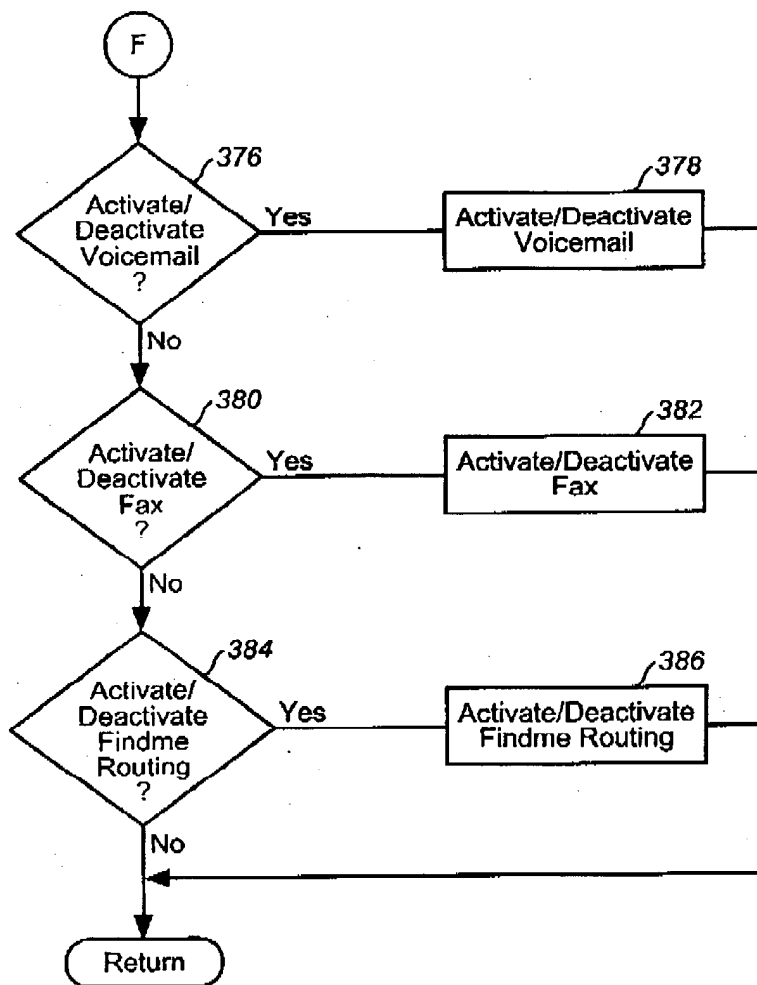 F
376
Activate/
Deactivate
Voicemail
?
Yes
378
Activate/Deactivate
Voicemail
No
380
Activate/
Deactivate
Fax
?
Yes
382
Activate/Deactivate
Fax
No
384
Activate/
Deactivate
Findme
Routing
?
Yes
386
Activate/Deactivate
Findme Routing
No
Return